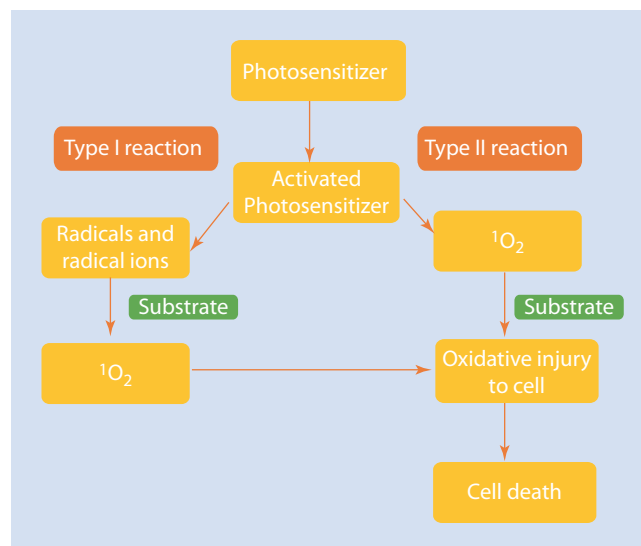 Photosensitizer
Type I reaction
Type II reaction
Activated
Photosensitizer
Radicals and
radical ions
¹O₂
Substrate
Substrate
¹O₂
Oxidative injury
to cell
Cell death